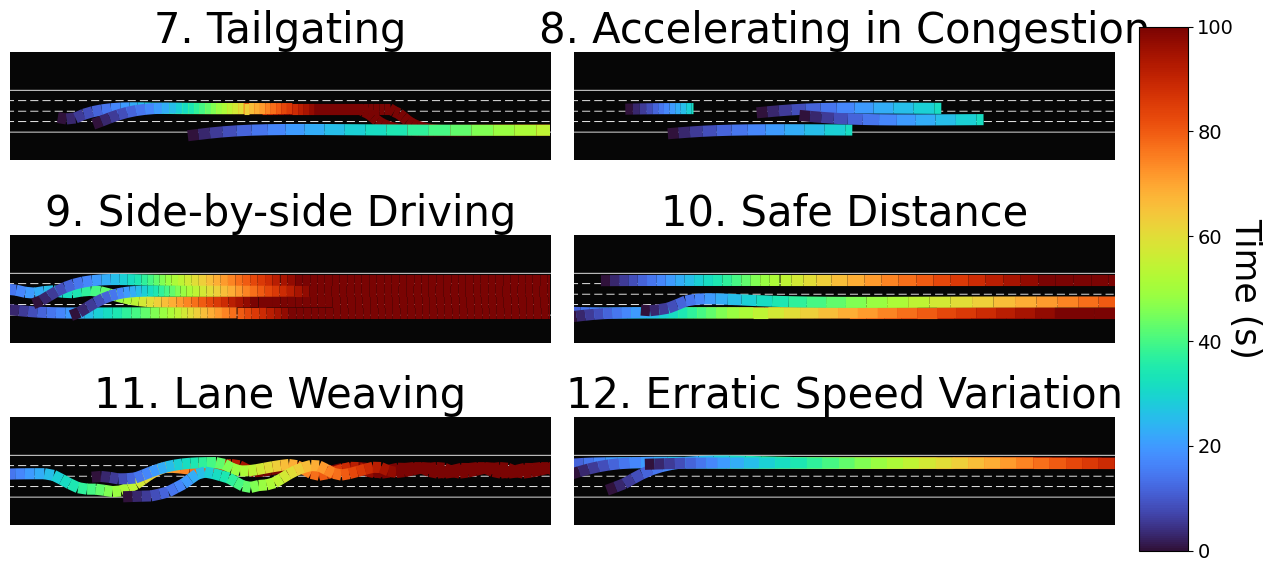 7. Tailgating
8. Accelerating in Congestion
9. Side-by-side Driving
10. Safe Distance
11. Lane Weaving
12. Erratic Speed Variation
100
80
60
40
20
0
Time (s)